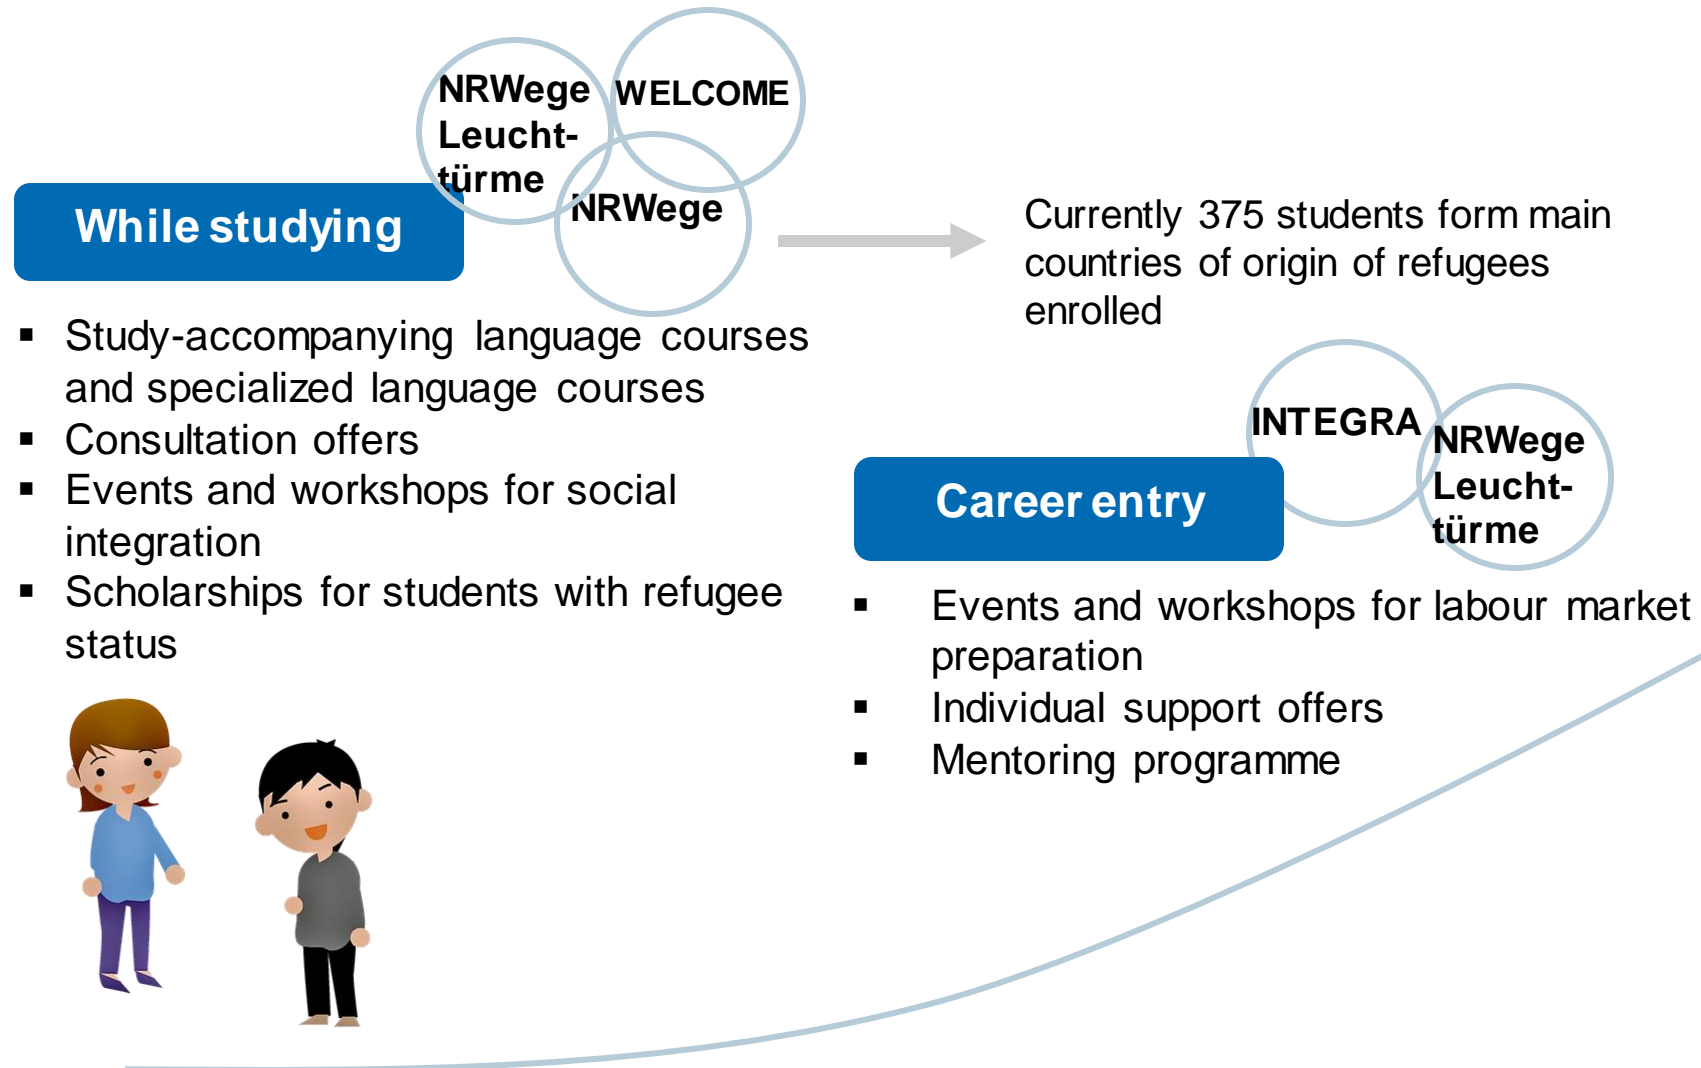 NRWege
Leucht-
türme
WELCOME
NRWege
While studying
▪ Study-accompanying language courses
and specialized language courses
▪ Consultation offers
▪ Events and workshops for social
integration
▪ Scholarships for students with refugee
status
Currently 375 students form main
countries of origin of refugees
enrolled
INTEGRA
NRWege
Leucht-
türme
Career entry
▪ Events and workshops for labour market
preparation
▪ Individual support offers
▪ Mentoring programme